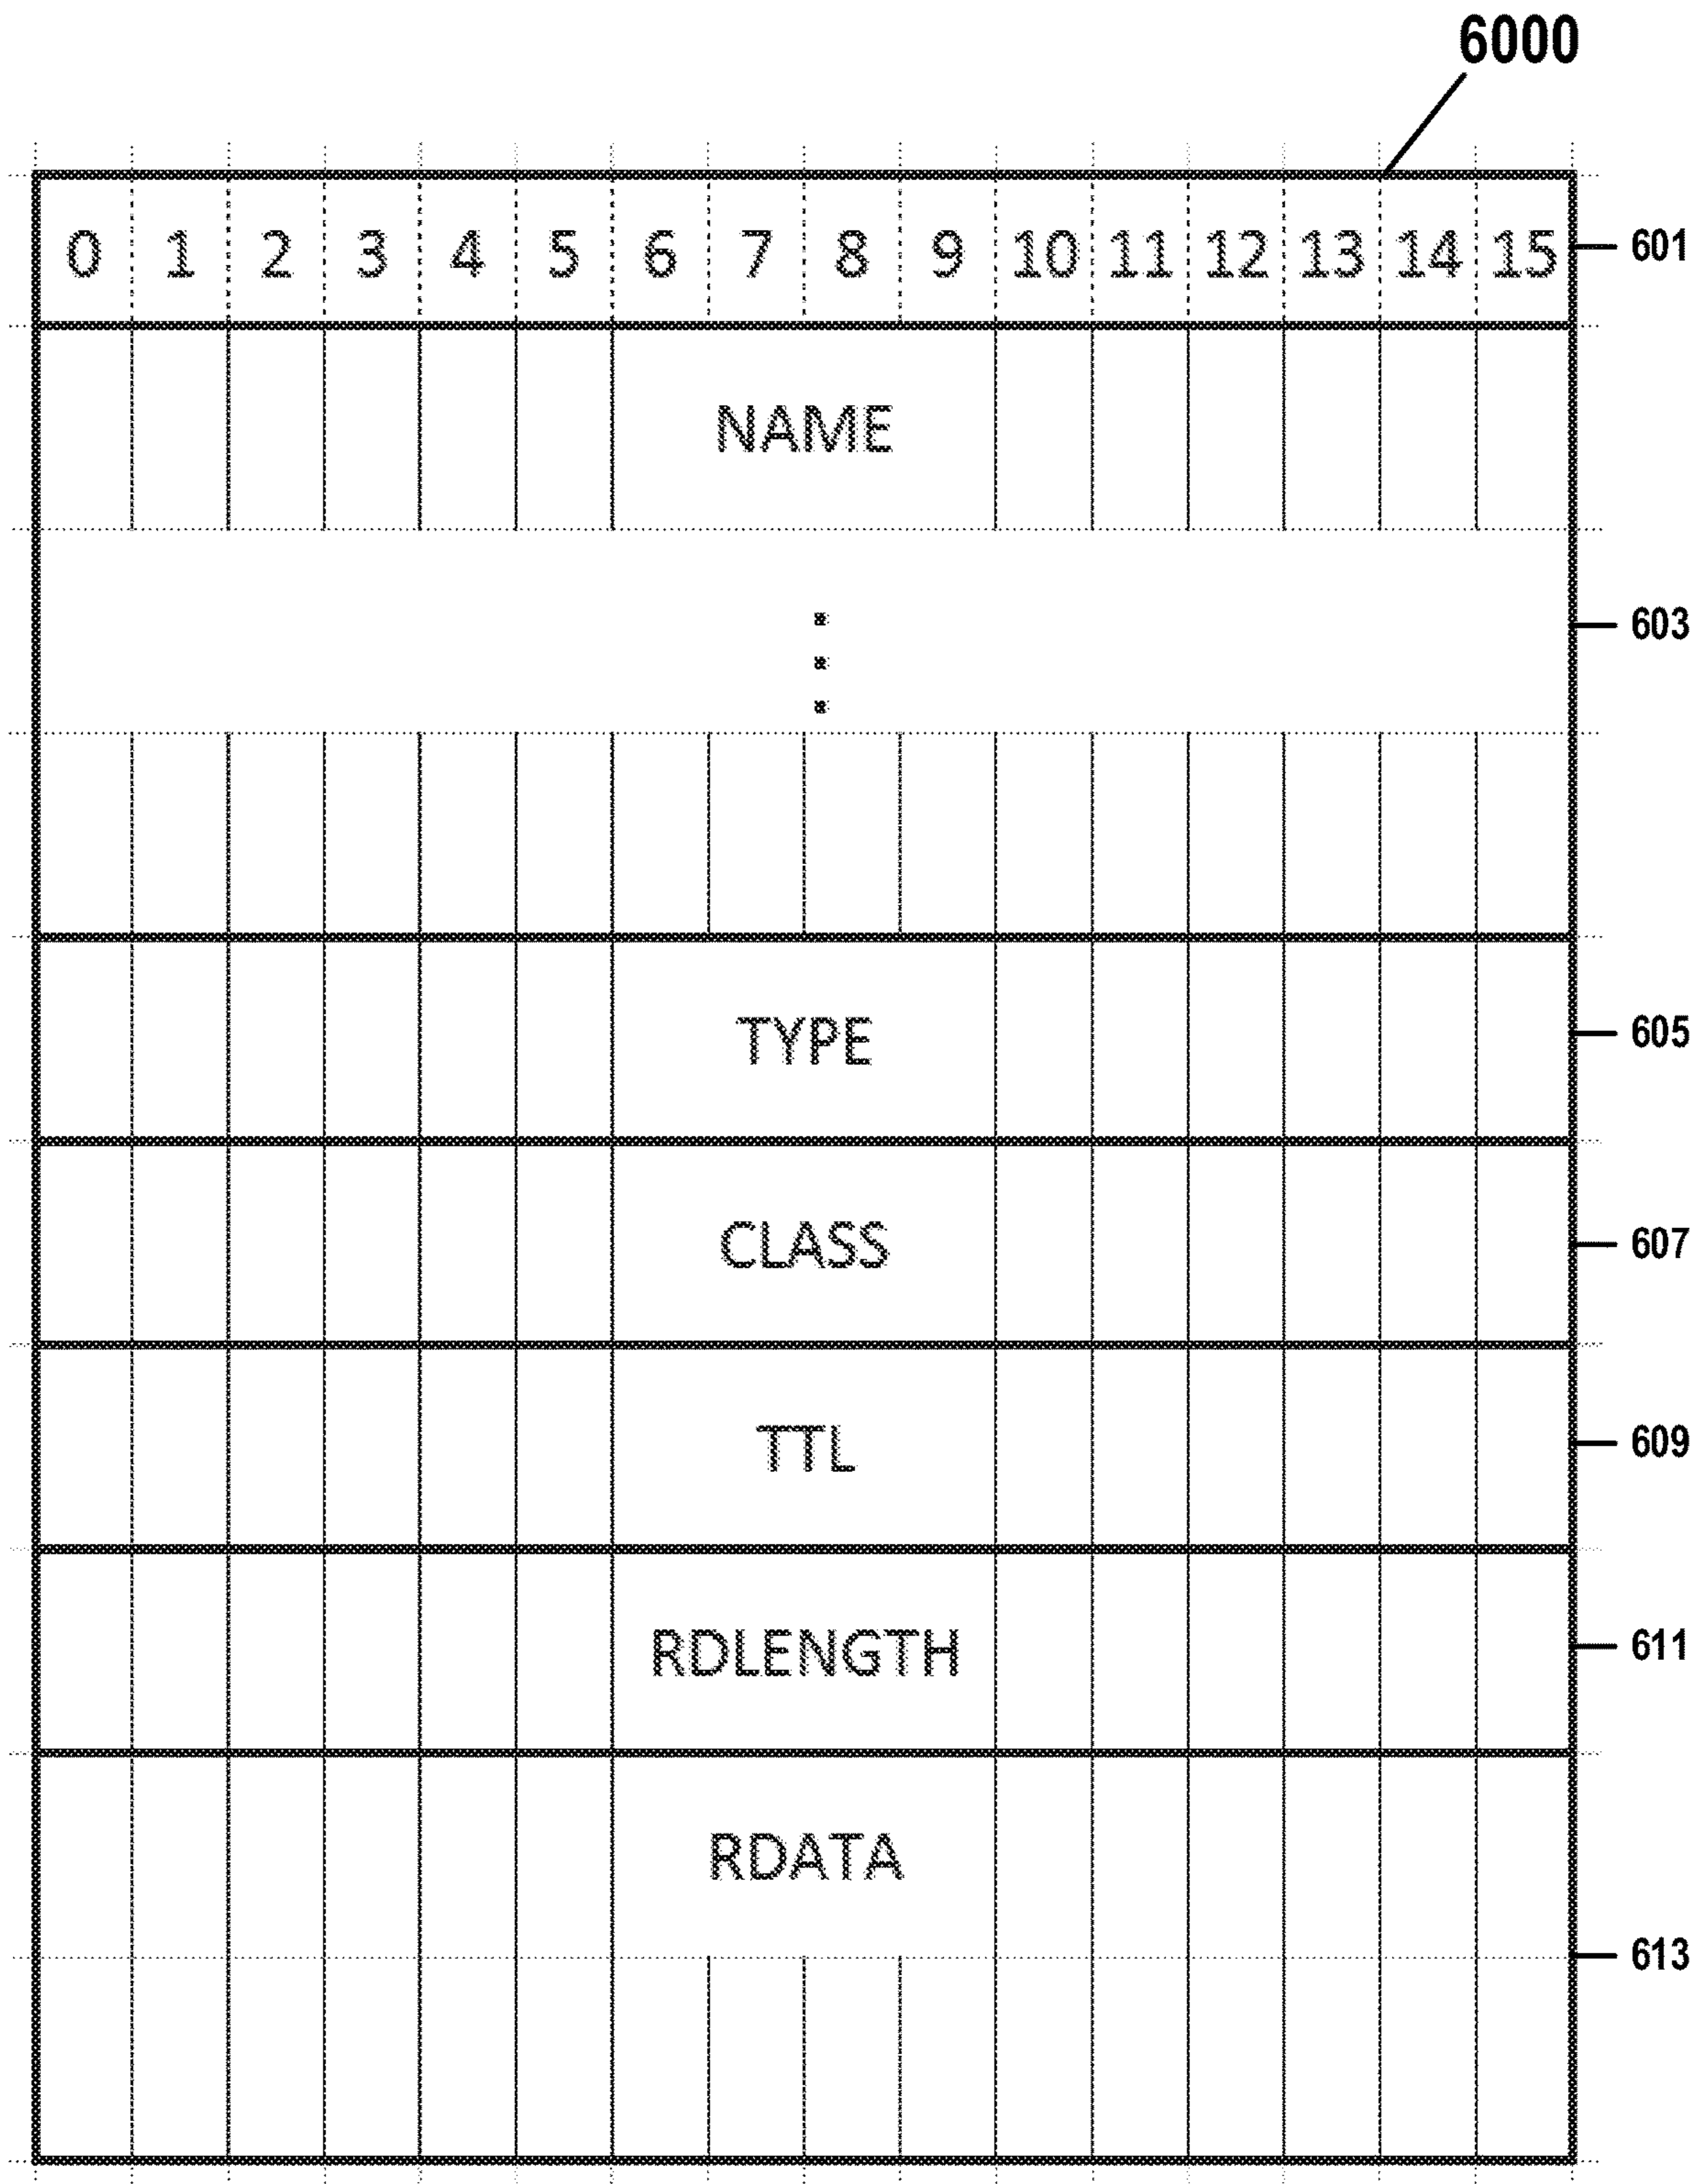 6000
0 1 2 3 4 5 6 7 8 9 10 11 12 13 14 15 601
NAME
603
TYPE 605
CLASS 607
TTL 609
RDLENGTH 611
RDATA
613